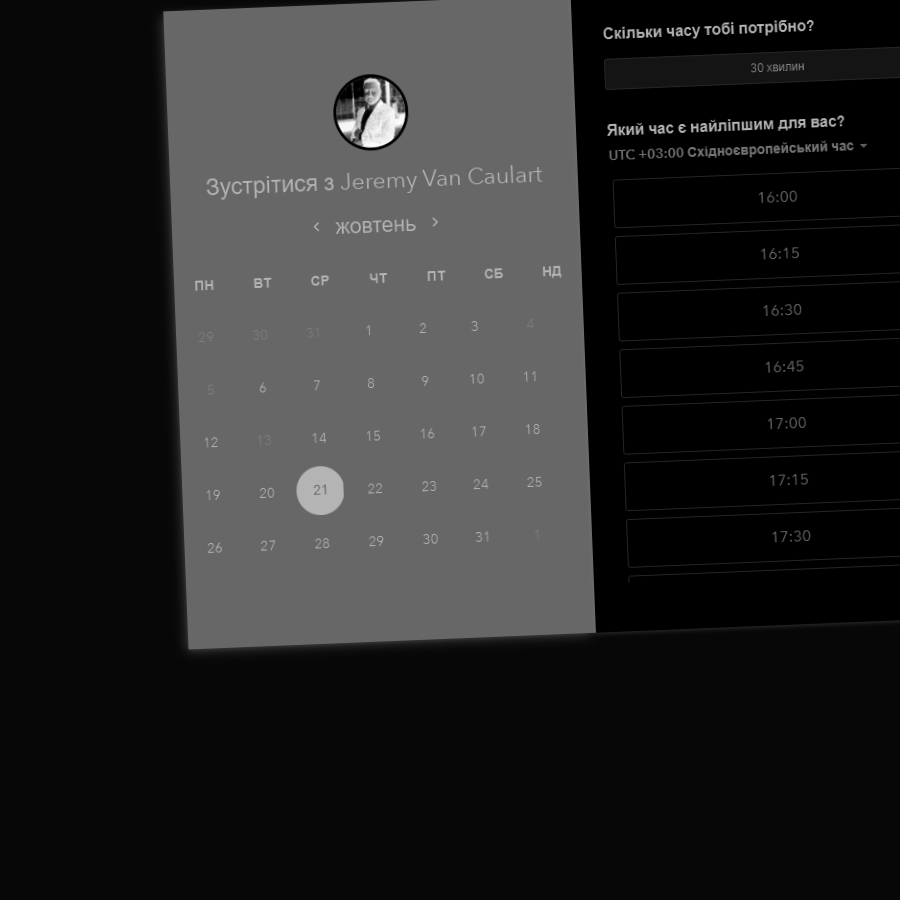 Зустрітися з Jeremy Van Caulart
жовтень
ПН ВТ СР ЧТ ПТ СБ НД
29 30 31 1 2 3 4
5 6 7 8 9 10 11
12 13 14 15 16 17 18
19 20 21 22 23 24 25
26 27 28 29 30 31 1
Скільки часу тобі потрібно?
30 хвилин
Який час є найліпшим для вас?
UTC +03:00 Східноєвропейський час
16:00
16:15
16:30
16:45
17:00
17:15
17:30